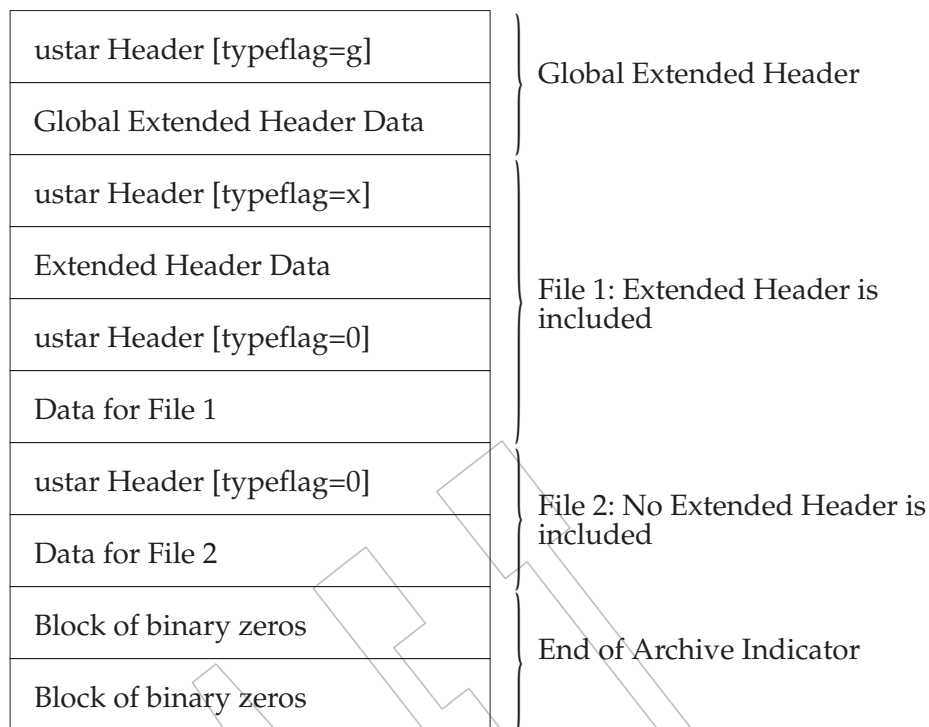 ustar Header [typeflag=g]
Global Extended Header Data
Global Extended Header
ustar Header [typeflag=x]
Extended Header Data
ustar Header [typeflag=0]
Data for File 1
File 1: Extended Header is
included
ustar Header [typeflag=0]
Data for File 2
File 2: No Extended Header is
included
Block of binary zeros
Block of binary zeros
End of Archive Indicator